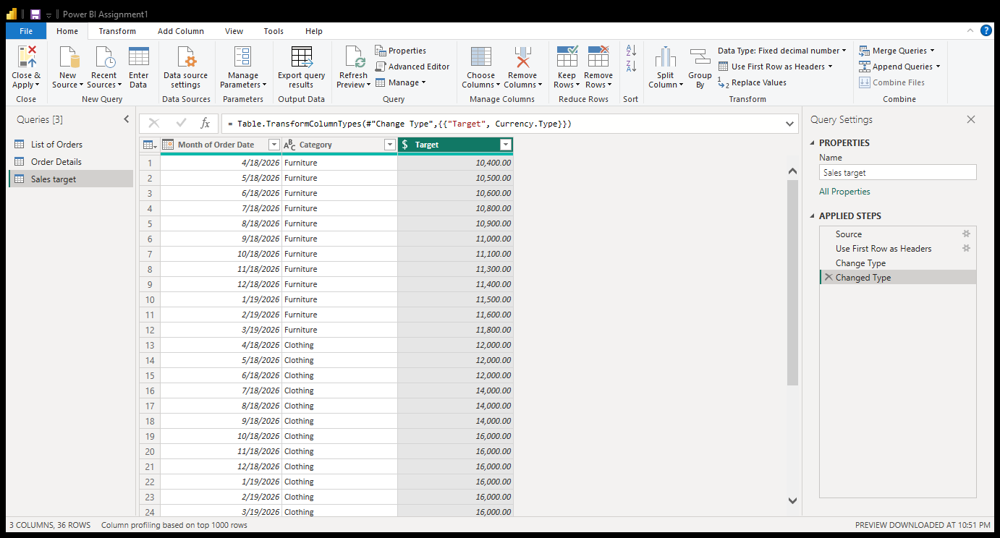 Power BI Assignment1
File Home Transform Add Column View Tools Help
Close & Apply
New Source
Recent Sources
Enter Data
Data source settings
Manage Parameters
Export query results
Refresh Preview
Properties
Advanced Editor
Manage
Choose Columns
Remove Columns
Keep Rows
Remove Rows
A Z
Z A
Split Column
Group By
Data Type: Fixed decimal number
Use First Row as Headers
1 2 Replace Values
Merge Queries
Append Queries
Combine Files
Close New Query Data Sources Parameters Output Data Query Manage Columns Reduce Rows Sort Transform Combine
Queries [3]
List of Orders
Order Details
Sales target
fx = Table.TransformColumnTypes(#"Change Type",{{"Target", Currency.Type}})
Month of Order Date ABC Category $ Target
1 4/18/2026 Furniture 10,400.00
2 5/18/2026 Furniture 10,500.00
3 6/18/2026 Furniture 10,600.00
4 7/18/2026 Furniture 10,800.00
5 8/18/2026 Furniture 10,900.00
6 9/18/2026 Furniture 11,000.00
7 10/18/2026 Furniture 11,100.00
8 11/18/2026 Furniture 11,300.00
9 12/18/2026 Furniture 11,400.00
10 1/19/2026 Furniture 11,500.00
11 2/19/2026 Furniture 11,600.00
12 3/19/2026 Furniture 11,800.00
13 4/18/2026 Clothing 12,000.00
14 5/18/2026 Clothing 12,000.00
15 6/18/2026 Clothing 12,000.00
16 7/18/2026 Clothing 14,000.00
17 8/18/2026 Clothing 14,000.00
18 9/18/2026 Clothing 14,000.00
19 10/18/2026 Clothing 16,000.00
20 11/18/2026 Clothing 16,000.00
21 12/18/2026 Clothing 16,000.00
22 1/19/2026 Clothing 16,000.00
23 2/19/2026 Clothing 16,000.00
24 3/19/2026 Clothing 16,000.00
Query Settings
PROPERTIES
Name
Sales target
All Properties
APPLIED STEPS
Source
Use First Row as Headers
Change Type
Changed Type
3 COLUMNS, 36 ROWS Column profiling based on top 1000 rows PREVIEW DOWNLOADED AT 10:51 PM